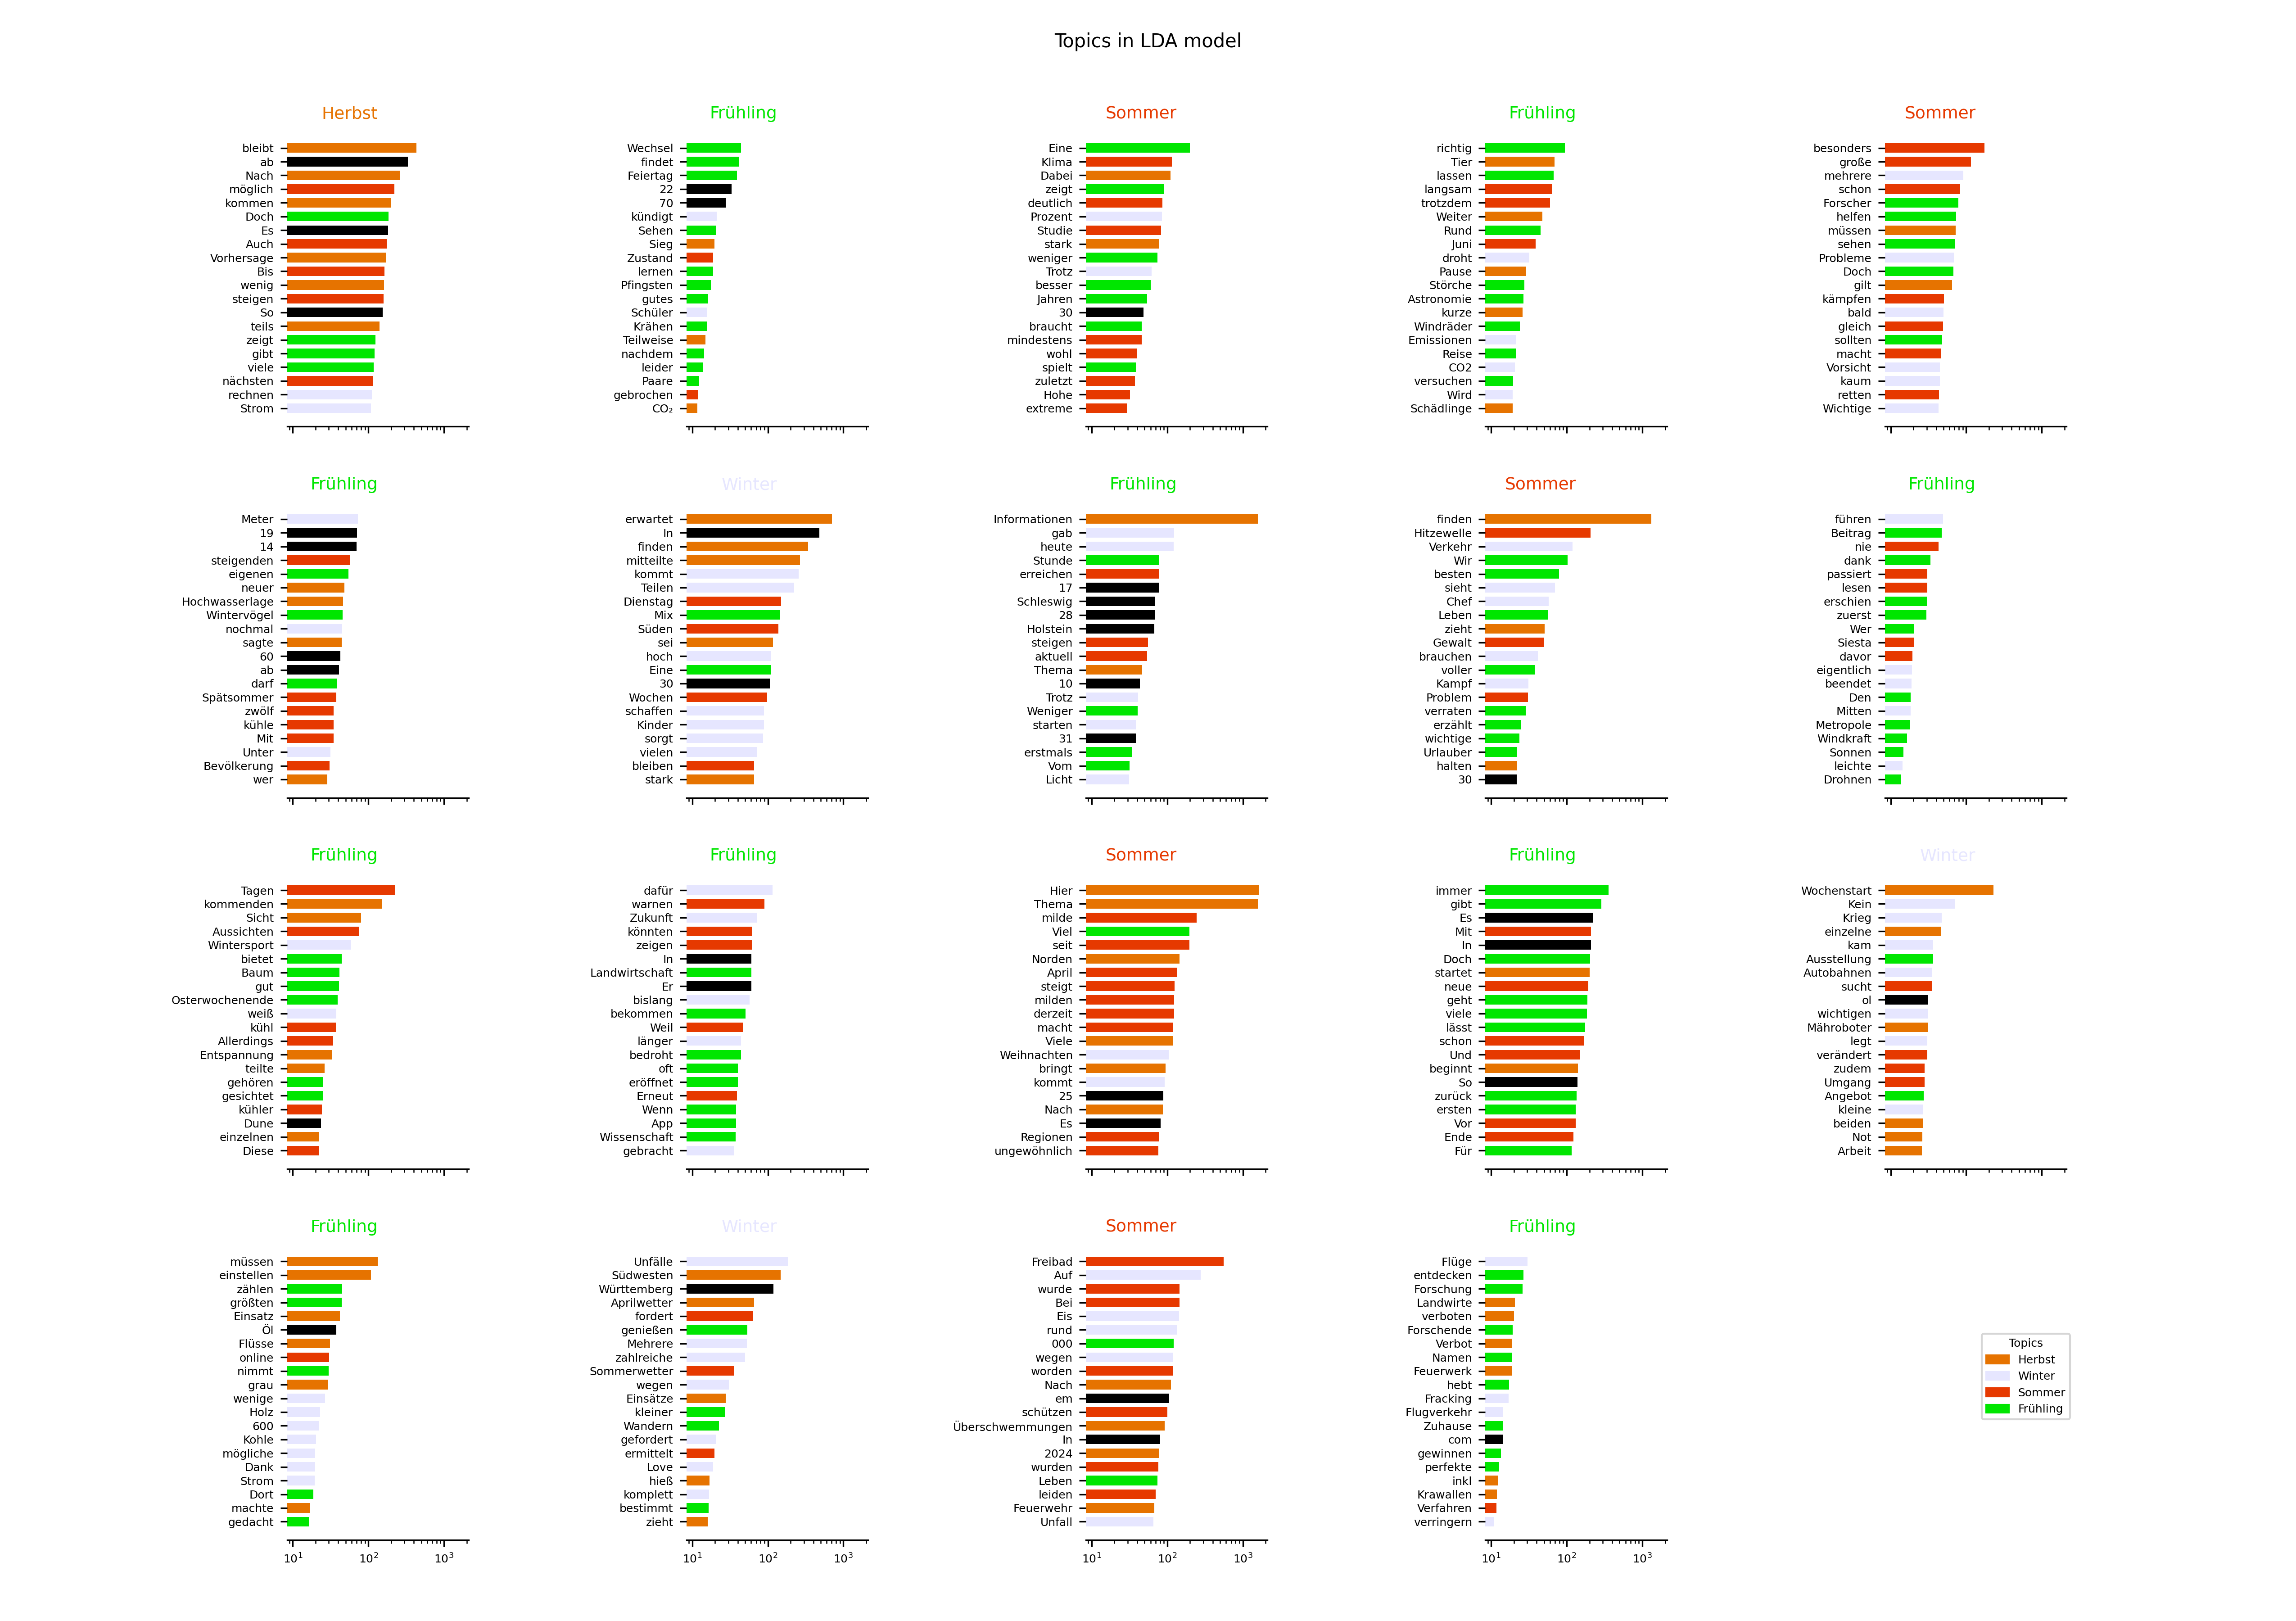 Topics in LDA model
Herbst
bleibt
ab
Nach
möglich
kommen
Doch
Es
Auch
Vorhersage
Bis
wenig
steigen
So
teils
zeigt
gibt
viele
nächsten
rechnen
Strom
Frühling
Wechsel
findet
Feiertag
22
70
kündigt
Sehen
Sieg
Zustand
lernen
Pfingsten
gutes
Schüler
Krähen
Teilweise
nachdem
leider
Paare
gebrochen
CO₂
Sommer
Eine
Klima
Dabei
zeigt
deutlich
Prozent
Studie
stark
weniger
Trotz
besser
Jahren
30
braucht
mindestens
wohl
spielt
zuletzt
Hohe
extreme
Frühling
richtig
Tier
lassen
langsam
trotzdem
Weiter
Rund
Juni
droht
Pause
Störche
Astronomie
kurze
Windräder
Emissionen
Reise
CO2
versuchen
Wird
Schädlinge
Sommer
besonders
große
mehrere
schon
Forscher
helfen
müssen
sehen
Probleme
Doch
gilt
kämpfen
bald
gleich
sollten
macht
Vorsicht
kaum
retten
Wichtige
Frühling
Meter
19
14
steigenden
eigenen
neuer
Hochwasserlage
Wintervögel
nochmal
sagte
60
ab
darf
Spätsommer
zwölf
kühle
Mit
Unter
Bevölkerung
wer
Winter
erwartet
In
finden
mitteilte
kommt
Teilen
Dienstag
Mix
Süden
sei
hoch
Eine
30
Wochen
schaffen
Kinder
sorgt
vielen
bleiben
stark
Frühling
Informationen
gab
heute
Stunde
erreichen
17
Schleswig
28
Holstein
steigen
aktuell
Thema
10
Trotz
Weniger
starten
31
erstmals
Vom
Licht
Sommer
finden
Hitzewelle
Verkehr
Wir
besten
sieht
Chef
Leben
zieht
Gewalt
brauchen
voller
Kampf
Problem
verraten
erzählt
wichtige
Urlauber
halten
30
Frühling
führen
Beitrag
nie
dank
passiert
lesen
erschien
zuerst
Wer
Siesta
davor
eigentlich
beendet
Den
Mitten
Metropole
Windkraft
Sonnen
leichte
Drohnen
Frühling
Tagen
kommenden
Sicht
Aussichten
Wintersport
bietet
Baum
gut
Osterwochenende
weiß
kühl
Allerdings
Entspannung
teilte
gehören
gesichtet
kühler
Dune
einzelnen
Diese
Frühling
dafür
warnen
Zukunft
könnten
zeigen
In
Landwirtschaft
Er
bislang
bekommen
Weil
länger
bedroht
oft
eröffnet
Erneut
Wenn
App
Wissenschaft
gebracht
Sommer
Hier
Thema
milde
Viel
seit
Norden
April
steigt
milden
derzeit
macht
Viele
Weihnachten
bringt
kommt
25
Nach
Es
Regionen
ungewöhnlich
Frühling
immer
gibt
Es
Mit
In
Doch
startet
neue
geht
viele
lässt
schon
Und
beginnt
So
zurück
ersten
Vor
Ende
Für
Winter
Wochenstart
Kein
Krieg
einzelne
kam
Ausstellung
Autobahnen
sucht
ol
wichtigen
Mähroboter
legt
verändert
zudem
Umgang
Angebot
kleine
beiden
Not
Arbeit
Frühling
müssen
einstellen
zählen
größten
Einsatz
Öl
Flüsse
online
nimmt
grau
wenige
Holz
600
Kohle
mögliche
Dank
Strom
Dort
machte
gedacht
10¹ 10² 10³
Winter
Unfälle
Südwesten
Württemberg
Aprilwetter
fordert
genießen
Mehrere
zahlreiche
Sommerwetter
wegen
Einsätze
kleiner
Wandern
gefordert
ermittelt
Love
hieß
komplett
bestimmt
zieht
10¹ 10² 10³
Sommer
Freibad
Auf
wurde
Bei
Eis
rund
000
wegen
worden
Nach
em
schützen
Überschwemmungen
In
2024
wurden
Leben
leiden
Feuerwehr
Unfall
10¹ 10² 10³
Frühling
Flüge
entdecken
Forschung
Landwirte
verboten
Forschende
Verbot
Namen
Feuerwerk
hebt
Fracking
Flugverkehr
Zuhause
com
gewinnen
perfekte
inkl
Krawallen
Verfahren
verringern
10¹ 10² 10³
Topics
Herbst
Winter
Sommer
Frühling